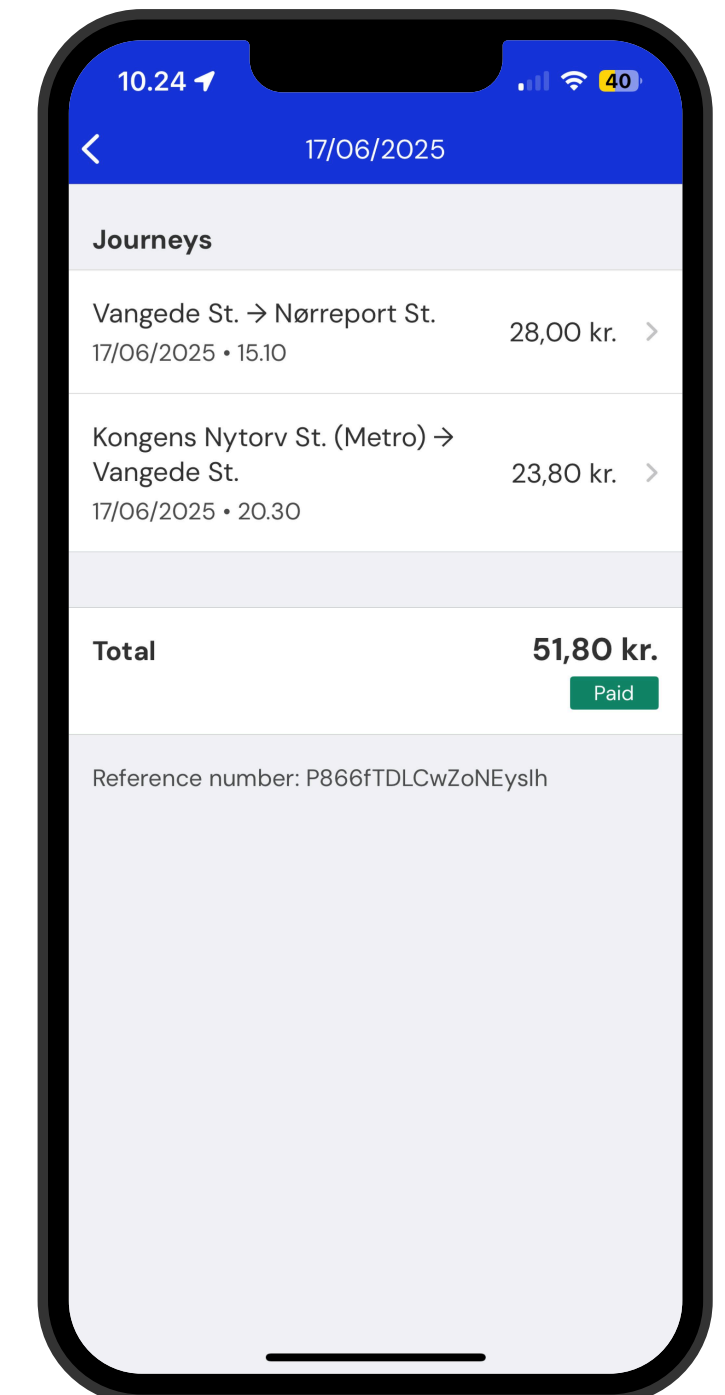 10.24
40
17/06/2025
Journeys
Vangede St. → Nørreport St.
17/06/2025 • 15.10
28,00 kr.
Kongens Nytorv St. (Metro) →
Vangede St.
17/06/2025 • 20.30
23,80 kr.
Total
51,80 kr.
Paid
Reference number: P866fTDLCwZoNEyslh